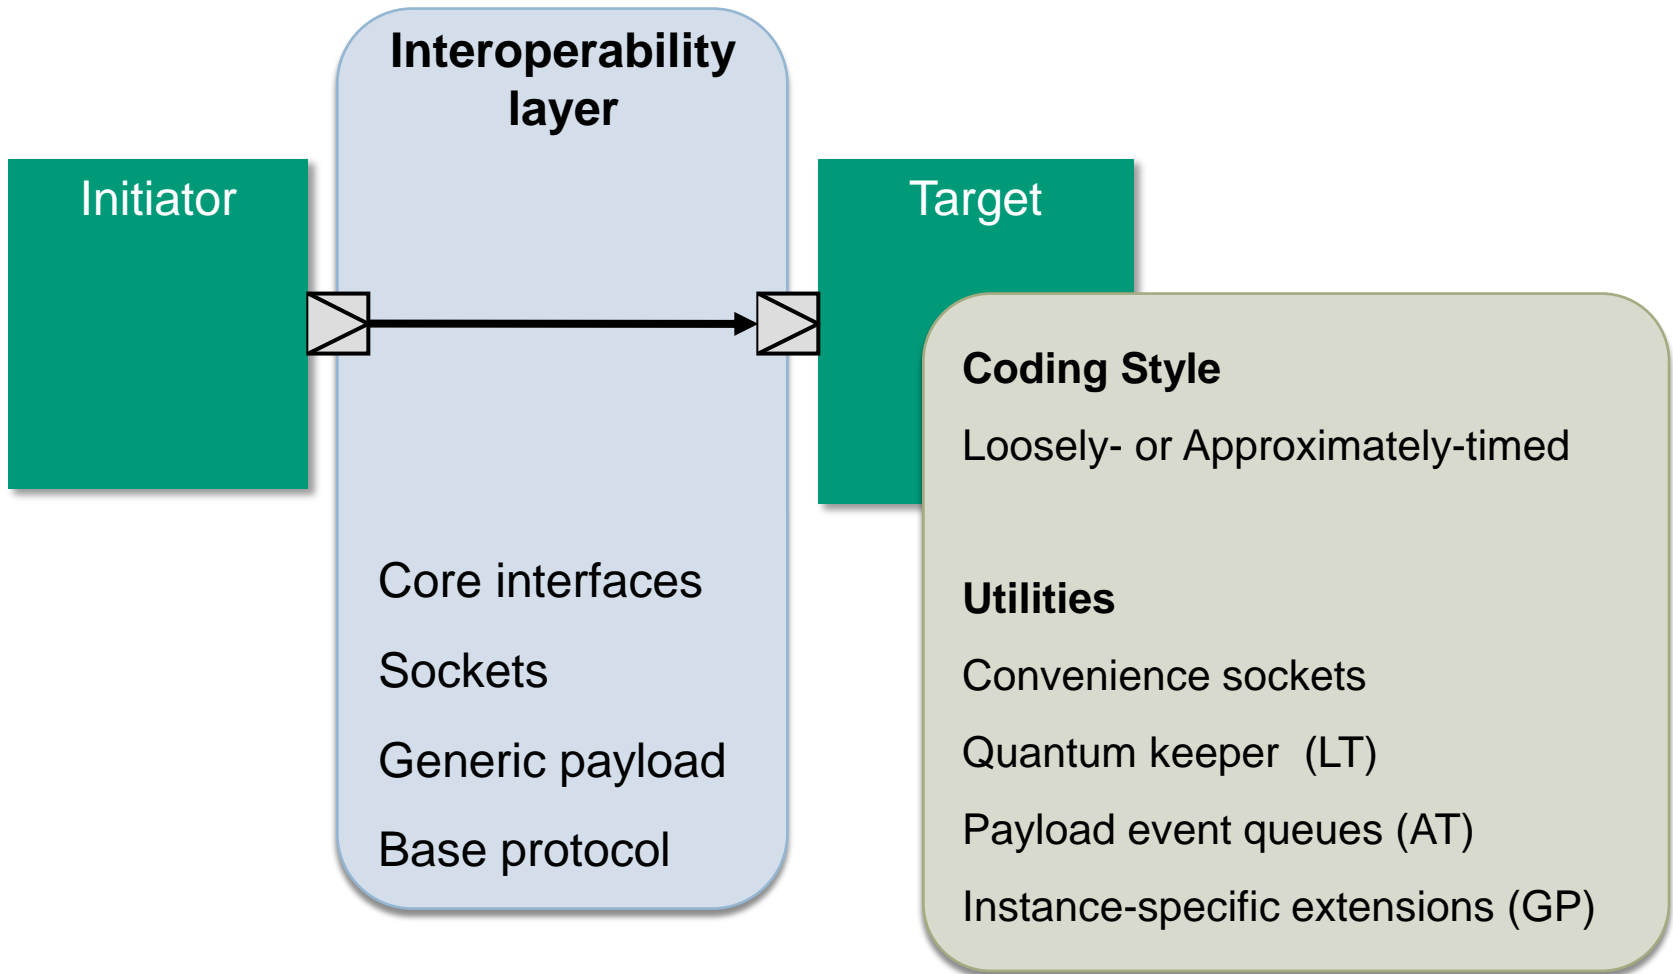 Interoperability
layer
Initiator
Target
Core interfaces
Sockets
Generic payload
Base protocol
Coding Style
Loosely- or Approximately-timed
Utilities
Convenience sockets
Quantum keeper  (LT)
Payload event queues (AT)
Instance-specific extensions (GP)